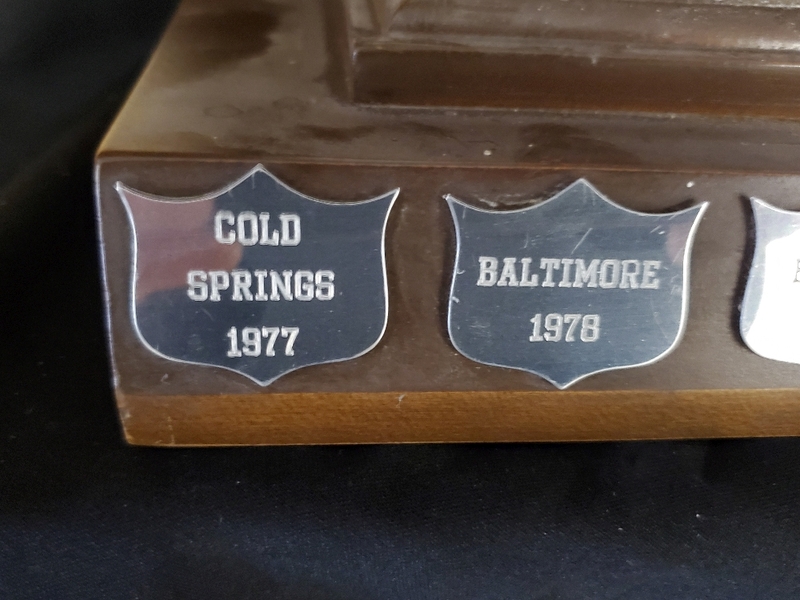 COLD
SPRINGS
1977
BALTIMORE
1978